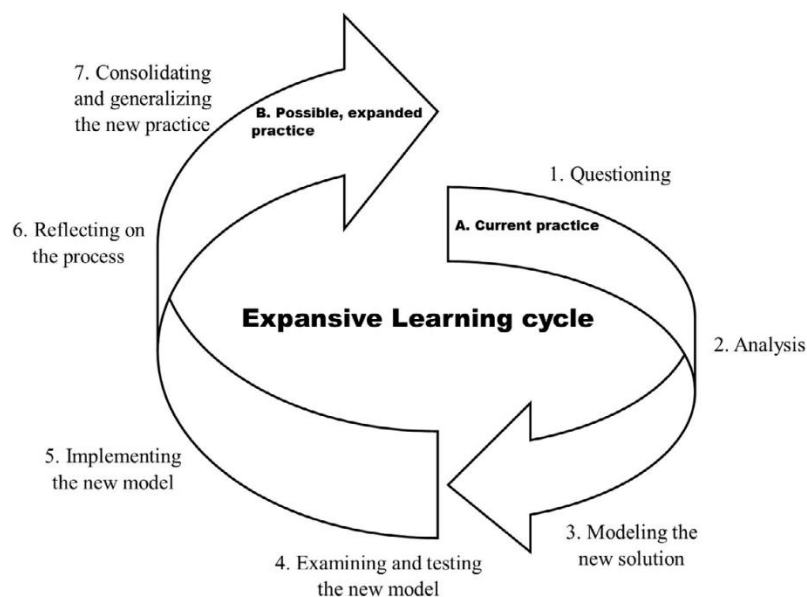 7. Consolidating
and generalizing
the new practice
B. Possible, expanded
practice
1. Questioning
A. Current practice
6. Reflecting on
the process
Expansive Learning cycle
2. Analysis
5. Implementing
the new model
3. Modeling the
new solution
4. Examining and testing
the new model